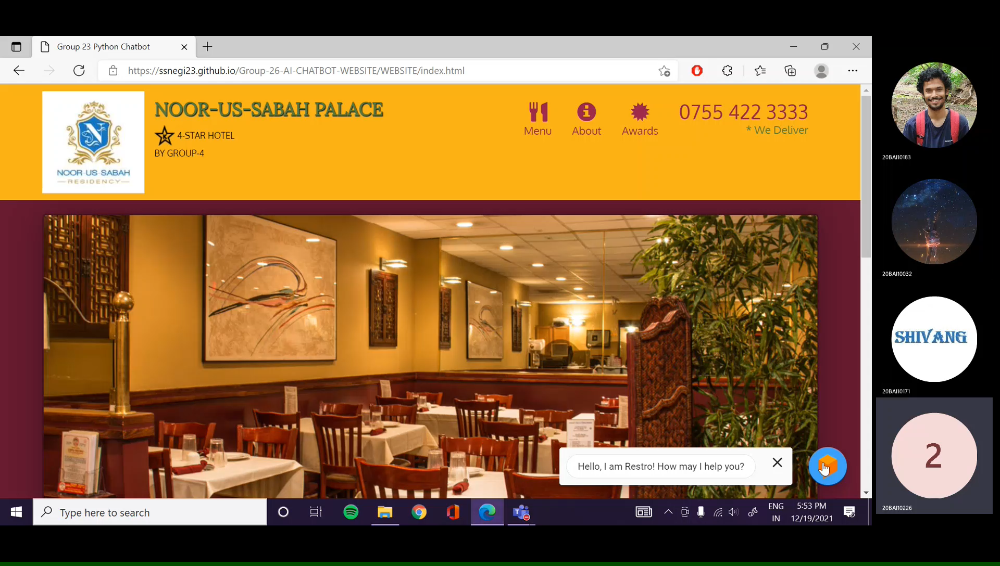 Group 23 Python Chatbot
https://ssnegi23.github.io/Group-26-AI-CHATBOT-WEBSITE/WEBSITE/index.html
NOOR-US-SABAH PALACE
4-STAR HOTEL
BY GROUP-4
N
NOOR-US-SABAH
RESIDENCY
Menu
About
Awards
0755 422 3333
* We Deliver
Hello, I am Restro! How may I help you?
Type here to search
ENG
IN
5:53 PM
12/19/2021
20BAI10183
20BAI10032
SHIVANG
20BAI10171
2
20BAI10226